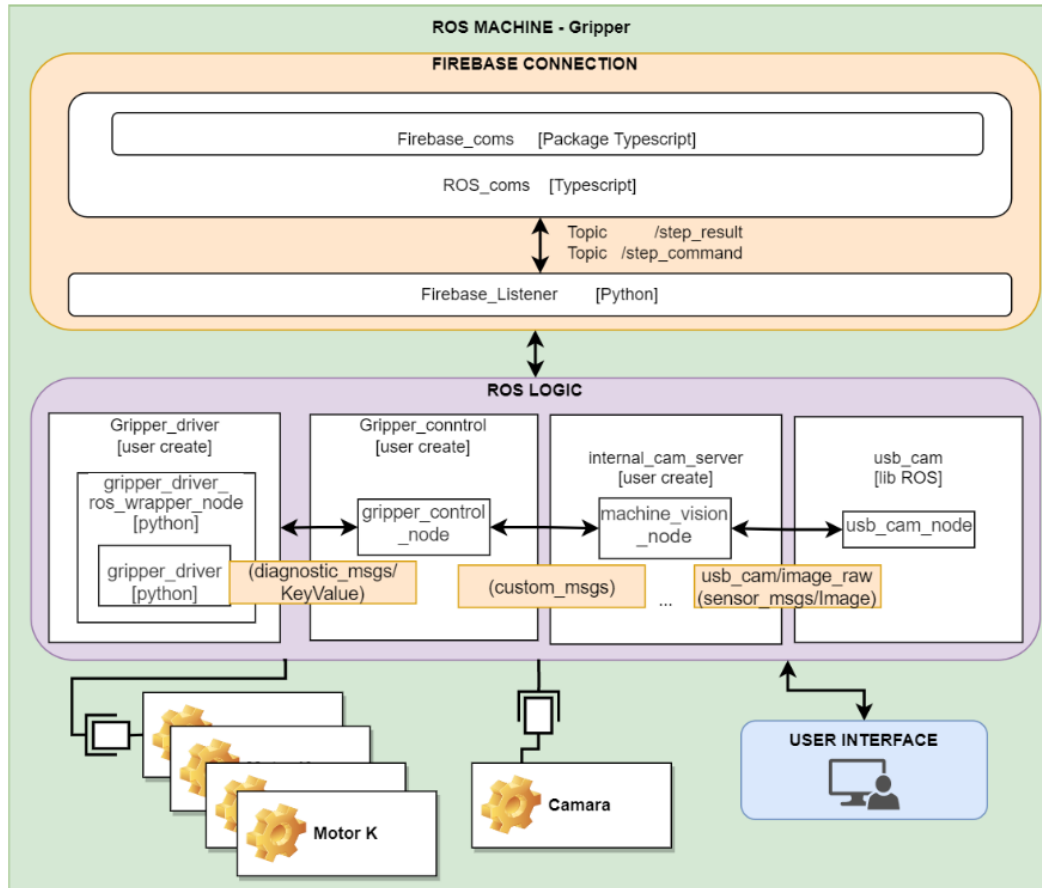 ROS MACHINE - Gripper
FIREBASE CONNECTION
Firebase_coms [Package Typescript]
ROS_coms [Typescript]
Topic /step_result
Topic /step_command
Firebase_Listener [Python]
ROS LOGIC
Gripper_driver
[user create]
gripper_driver_
ros_wrapper_node
[python]
gripper_driver
[python]
(diagnostic_msgs/
KeyValue)
Gripper_conntrol
[user create]
gripper_control
_node
(custom_msgs)
internal_cam_server
[user create]
machine_vision
_node
...
usb_cam/image_raw
(sensor_msgs/Image)
usb_cam
[lib ROS]
usb_cam_node
Motor K
Camara
USER INTERFACE